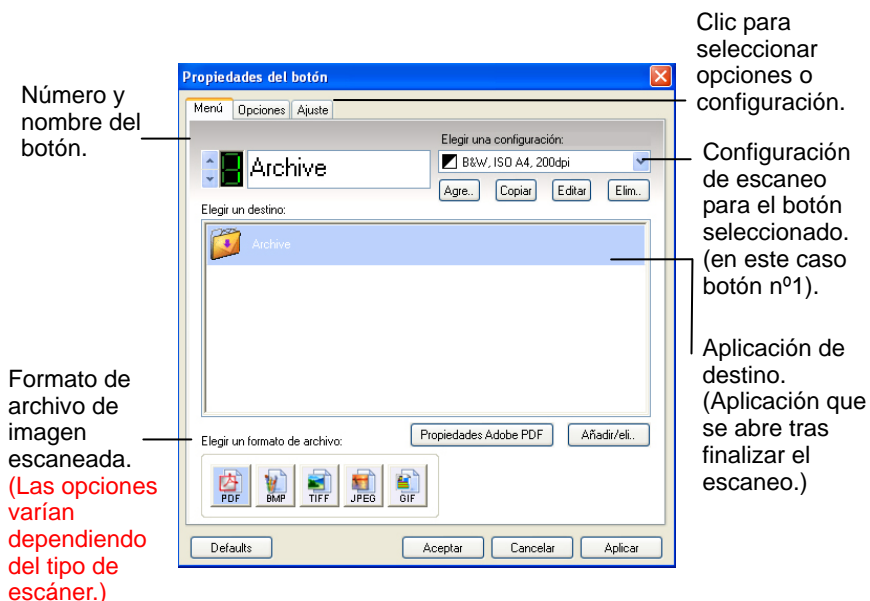 Clic para
seleccionar
opciones o
configuración.
Número y
nombre del
botón.
Propiedades del botón
Menú Opciones Ajuste
Elegir una configuración:
Archive
B&W, ISO A4, 200dpi
Agre.. Copiar Editar Elim..
Elegir un destino:
Archive
Configuración
de escaneo
para el botón
seleccionado.
(en este caso
botón nº1).
Aplicación de
destino.
(Aplicación que
se abre tras
finalizar el
escaneo.)
Formato de
archivo de
imagen
escaneada.
(Las opciones
varían
dependiendo
del tipo de
escáner.)
Elegir un formato de archivo:
Propiedades Adobe PDF Añadir/eli..
PDF BMP TIFF JPEG GIF
Defaults Aceptar Cancelar Aplicar